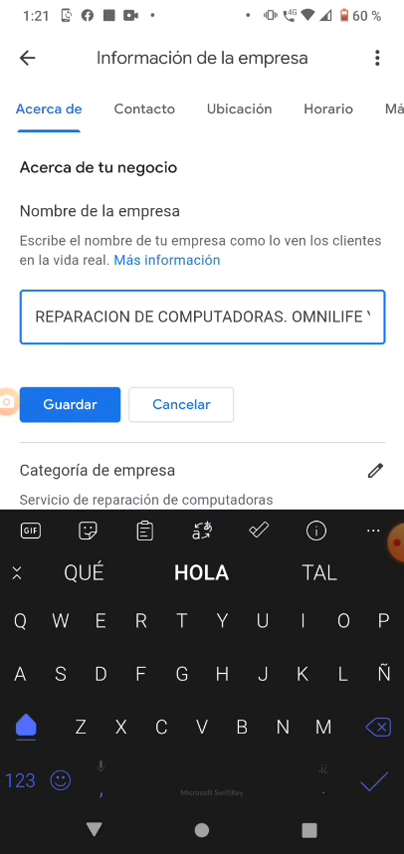 1:21 4G 60 %
Información de la empresa
Acerca de Contacto Ubicación Horario Má
Acerca de tu negocio
Nombre de la empresa
Escribe el nombre de tu empresa como lo ven los clientes
en la vida real. Más información
REPARACION DE COMPUTADORAS. OMNILIFE
Guardar Cancelar
Categoría de empresa
Servicio de reparación de computadoras
GIF
QUÉ HOLA TAL
Q W E R T Y U I O P
A S D F G H J K L Ñ
Z X C V B N M
123 , Microsoft SwiftKey .